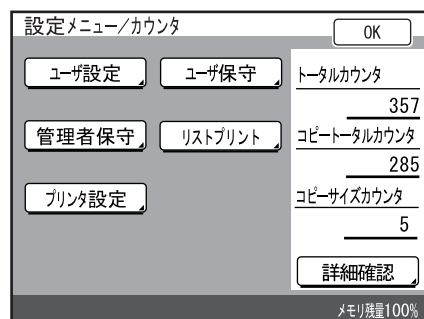 設定メニュー/カウンタ
OK
ユーザ設定
ユーザ保守
トータルカウンタ
357
管理者保守
リストプリント
コピートータルカウンタ
285
プリンタ設定
コピーサイズカウンタ
5
詳細確認
メモリ残量100%